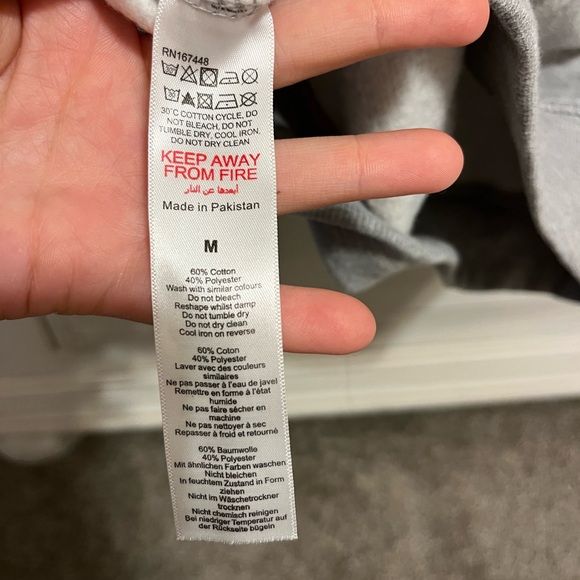 RN167448
30
30
30°C COTTON CYCLE, DO
NOT BLEACH, DO NOT
TUMBLE DRY, COOL IRON,
DO NOT DRY CLEAN
KEEP AWAY
FROM FIRE
أبعدها عن النار
Made in Pakistan
M
60% Cotton
40% Polyester
Wash with similar colours
Do not bleach
Reshape whilst damp
Do not tumble dry
Do not dry clean
Cool iron on reverse
60% Coton
40% Polyester
Laver avec des couleurs
similaires
Ne pas passer à l'eau de javel
Remettre en forme à l'état
humide
Ne pas faire sécher en
machine
Ne pas nettoyer à sec
Repasser à froid et retourné
60% Baumwolle
40% Polyester
Mit ähnlichen Farben waschen
Nicht bleichen
In feuchtem Zustand in Form
ziehen
Nicht im Wäschetrockner
trocknen
Nicht chemisch reinigen
Bei niedriger Temperatur auf
der Rückseite bügeln